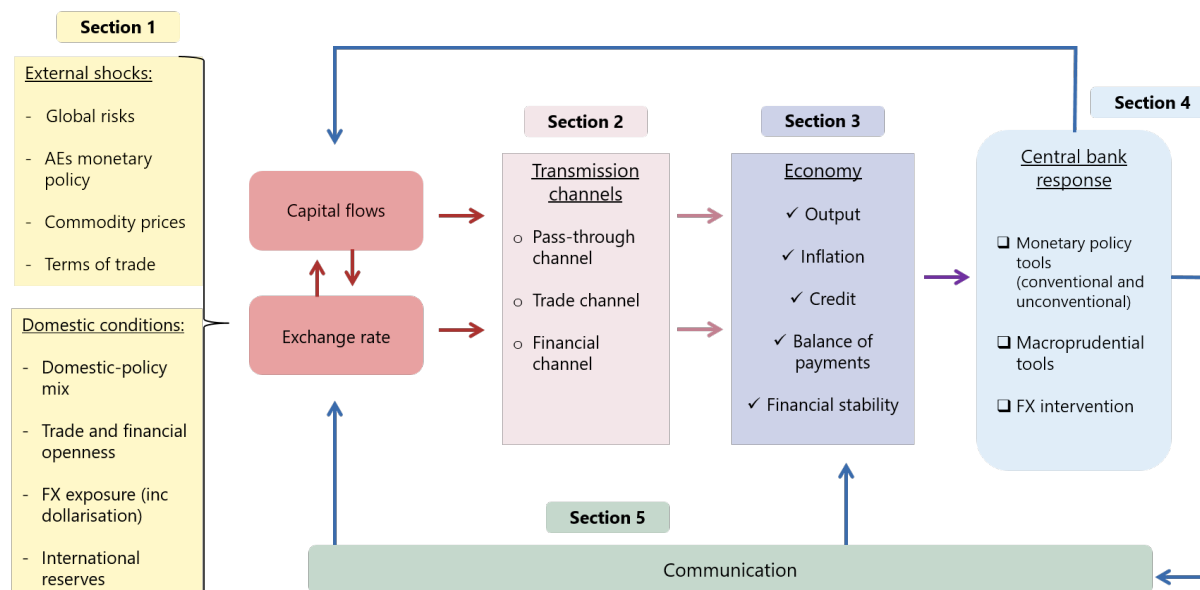 Section 1
External shocks:
- Global risks
- AEs monetary
policy
- Commodity prices
- Terms of trade
Domestic conditions:
- Domestic-policy
mix
- Trade and financial
openness
- FX exposure (inc
dollarisation)
- International
reserves
Capital flows
Exchange rate
Section 2
Transmission
channels
o Pass-through
channel
o Trade channel
o Financial
channel
Section 3
Economy
✓ Output
✓ Inflation
✓ Credit
✓ Balance of
payments
✓ Financial stability
Section 4
Central bank
response
❑ Monetary policy
tools
(conventional and
unconventional)
❑ Macroprudential
tools
❑ FX intervention
Section 5
Communication